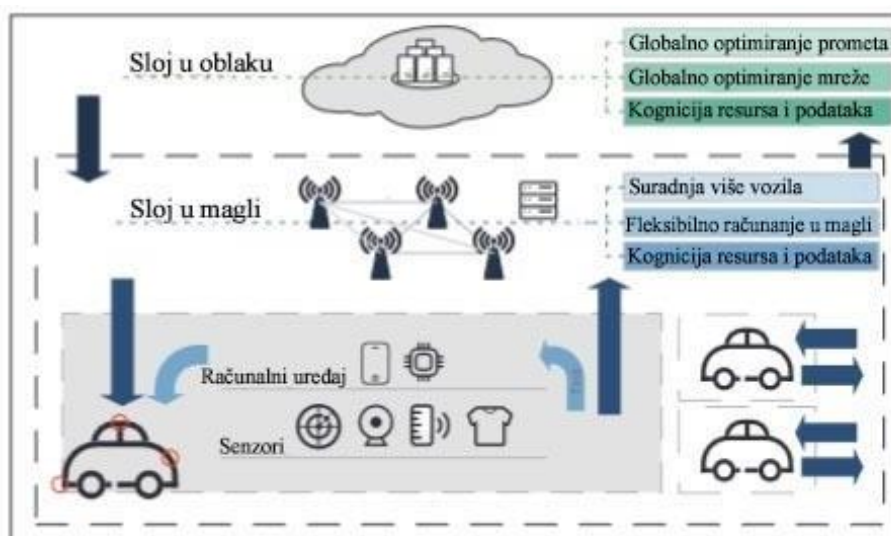 Sloj u oblaku
Globalno optimiranje prometa
Globalno optimiranje mreže
Kognicija resursa i podataka
Sloj u magli
Suradnja više vozila
Fleksibilno računanje u magli
Kognicija resursa i podataka
Računalni uređaj
Senzori